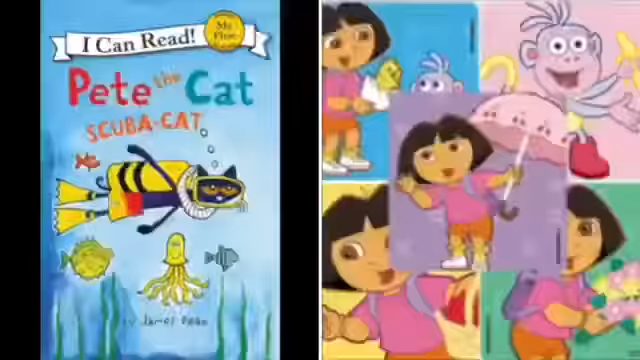 I Can Read!
My
First
Pete the Cat
SCUBA-CAT
by James Dean